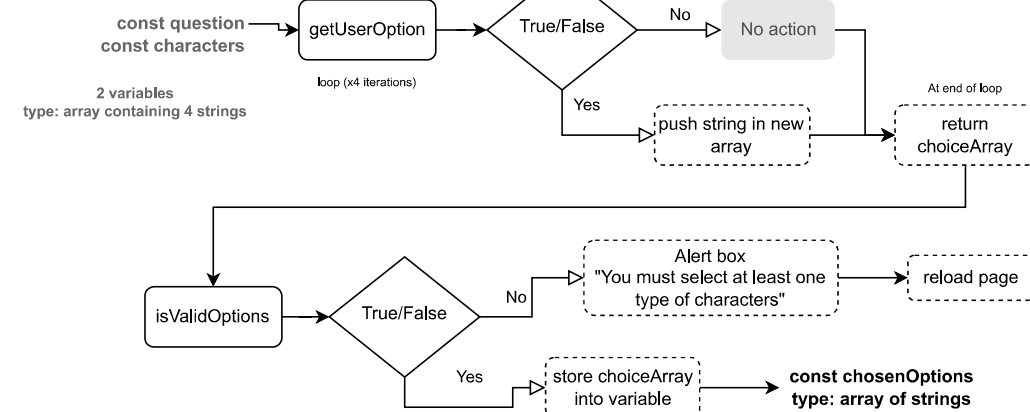 const question
const characters
2 variables
type: array containing 4 strings
getUserOption
loop (x4 iterations)
True/False
No
No action
Yes
push string in new
array
At end of loop
return
choiceArray
isValidOptions
True/False
No
Alert box
"You must select at least one
type of characters"
reload page
Yes
store choiceArray
into variable
const chosenOptions
type: array of strings